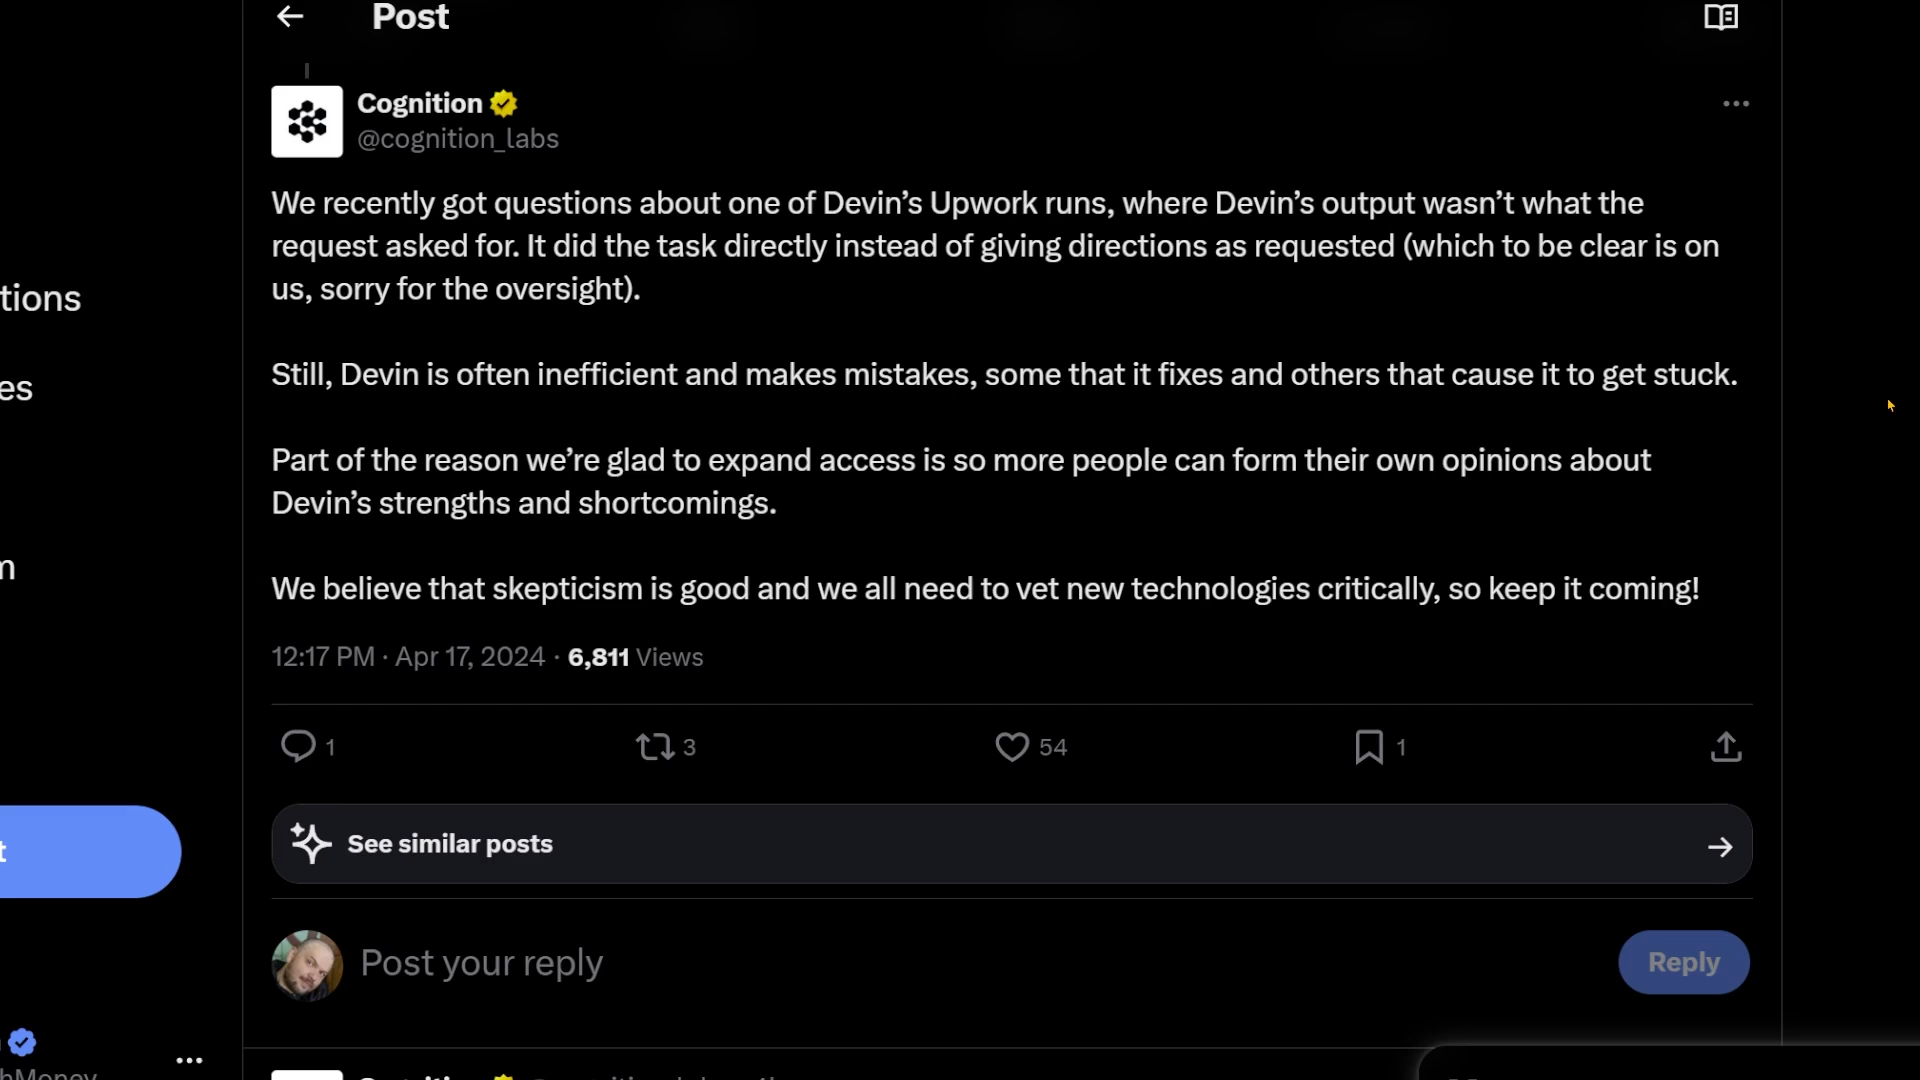 Post
Cognition
@cognition_labs
We recently got questions about one of Devin’s Upwork runs, where Devin’s output wasn’t what the
request asked for. It did the task directly instead of giving directions as requested (which to be clear is on
us, sorry for the oversight).
tions
Still, Devin is often inefficient and makes mistakes, some that it fixes and others that cause it to get stuck.
es
Part of the reason we’re glad to expand access is so more people can form their own opinions about
Devin’s strengths and shortcomings.
m
We believe that skepticism is good and we all need to vet new technologies critically, so keep it coming!
12:17 PM · Apr 17, 2024 · 6,811 Views
1 3 54 1
t
See similar posts
Post your reply
Reply
hMoney